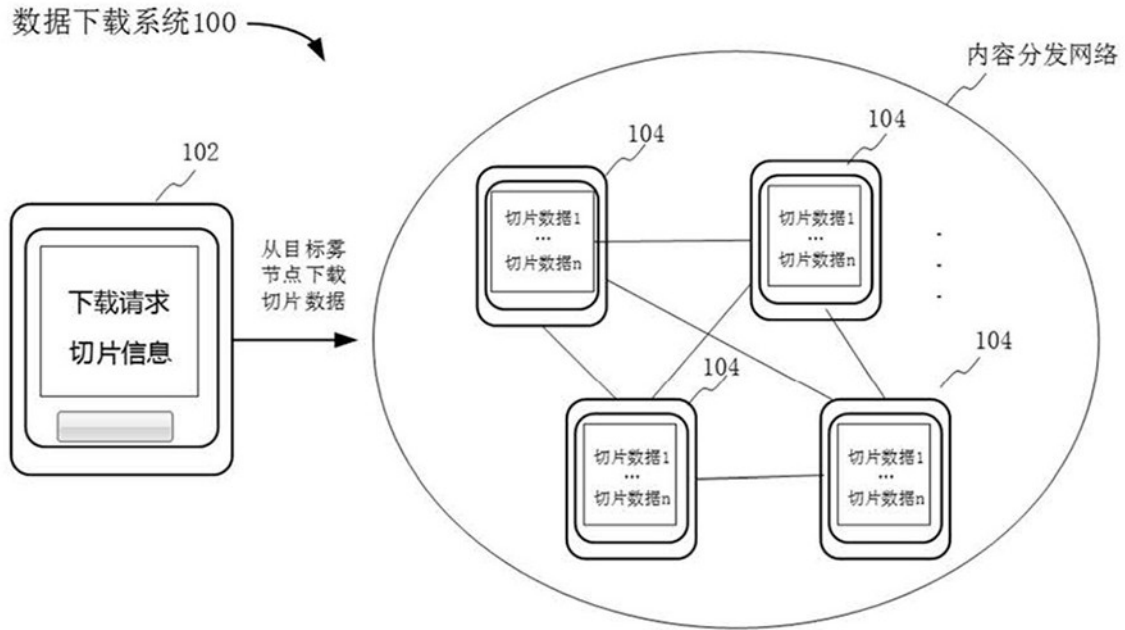 数据下载系统100
内容分发网络
102
104
104
切片数据1
…
切片数据n
切片数据1
…
切片数据n
从目标雾
节点下载
切片数据
下载请求
切片信息
104
104
切片数据1
…
切片数据n
切片数据1
…
切片数据n